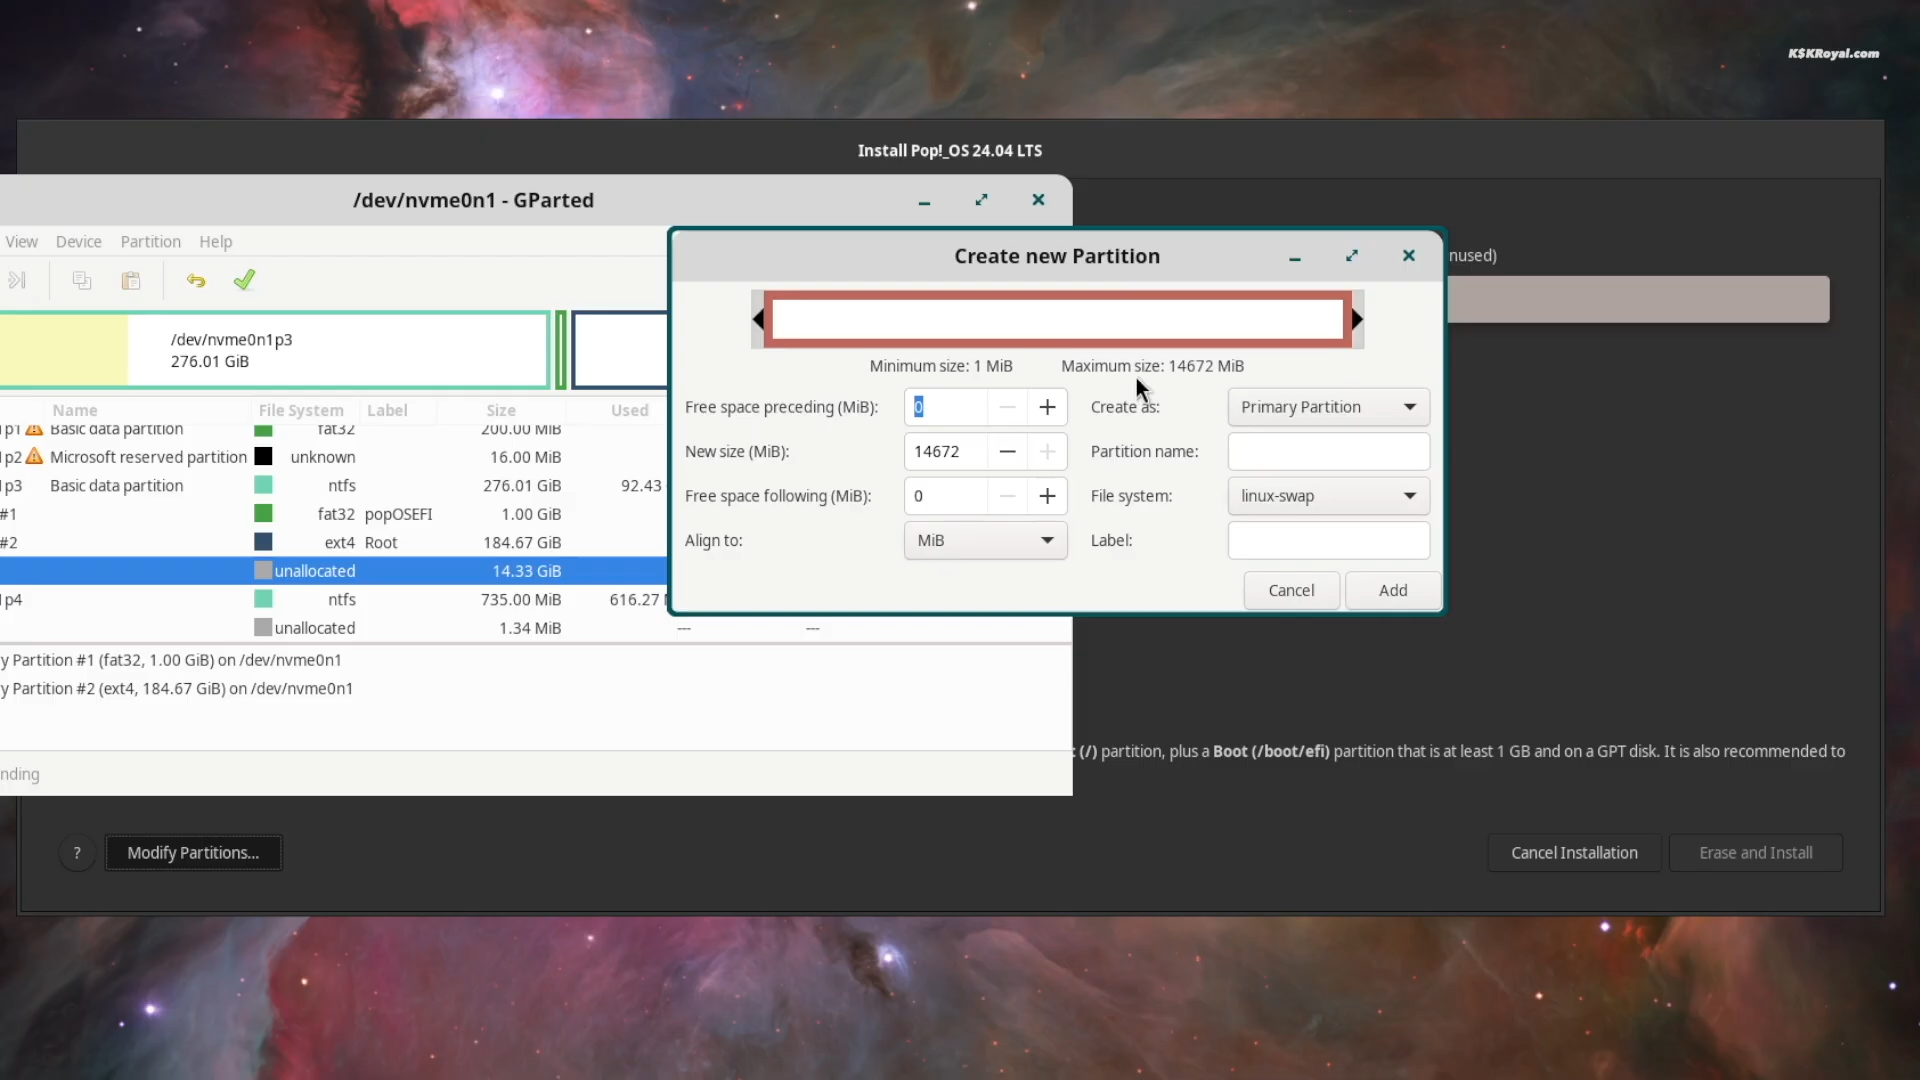 K$KRoyal.com
Install Pop!_OS 24.04 LTS
/dev/nvme0n1 - GParted
View Device Partition Help
/dev/nvme0n1p3
276.01 GiB
Name File System Label Size Used
p1 Basic data partition fat32 200.00 MiB
p2 Microsoft reserved partition unknown 16.00 MiB
p3 Basic data partition ntfs 276.01 GiB 92.43
#1 fat32 popOSEFI 1.00 GiB
#2 ext4 Root 184.67 GiB
unallocated 14.33 GiB
p4 ntfs 735.00 MiB 616.27
unallocated 1.34 MiB --- ---
y Partition #1 (fat32, 1.00 GiB) on /dev/nvme0n1
y Partition #2 (ext4, 184.67 GiB) on /dev/nvme0n1
nding
Create new Partition
Minimum size: 1 MiB Maximum size: 14672 MiB
Free space preceding (MiB): 0 Create as: Primary Partition
New size (MiB): 14672 Partition name:
Free space following (MiB): 0 File system: linux-swap
Align to: MiB Label:
Cancel Add
nused)
(/) partition, plus a Boot (/boot/efi) partition that is at least 1 GB and on a GPT disk. It is also recommended to
? Modify Partitions... Cancel Installation Erase and Install